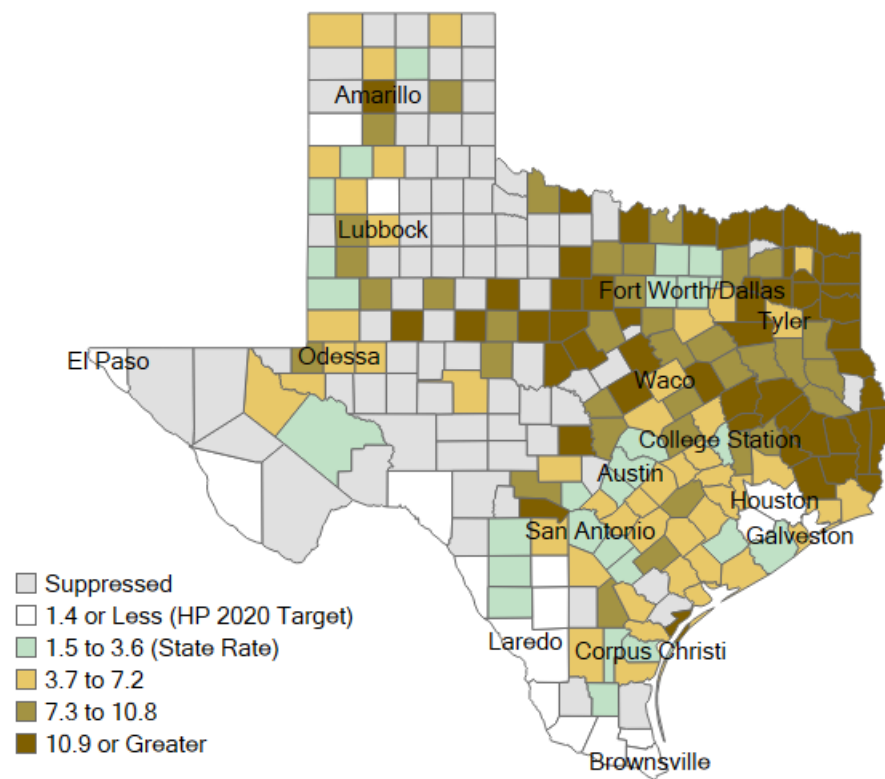 Amarillo
Lubbock
Fort Worth/Dallas
Tyler
El Paso
Odessa
Waco
College Station
Austin
Houston
San Antonio
Galveston
Suppressed
1.4 or Less (HP 2020 Target)
1.5 to 3.6 (State Rate)
3.7 to 7.2
7.3 to 10.8
10.9 or Greater
Laredo
Corpus Christi
Brownsville